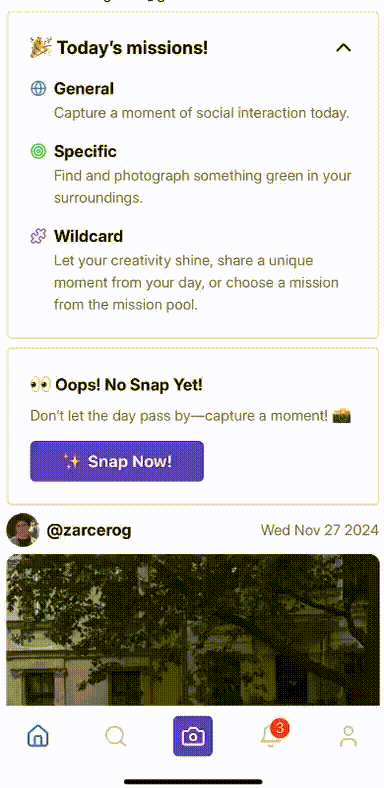 🎉 Today's missions!
General
Capture a moment of social interaction today.
Specific
Find and photograph something green in your
surroundings.
Wildcard
Let your creativity shine, share a unique
moment from your day, or choose a mission
from the mission pool.
👀 Oops! No Snap Yet!
Don't let the day pass by—capture a moment! 📸
✨ Snap Now!
@zarcerog Wed Nov 27 2024
3